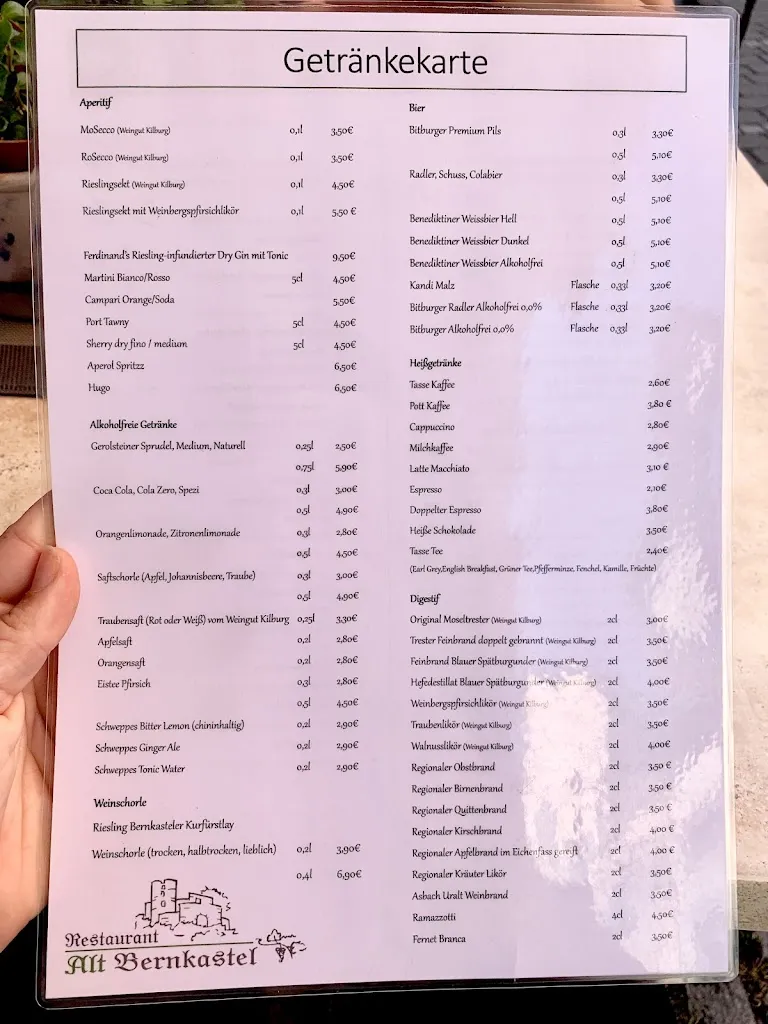 Getränkekarte
Aperitif
MoSecco (Weingut Kilburg) 0,1l 3,50€
RoSecco (Weingut Kilburg) 0,1l 3,50€
Rieslingsekt (Weingut Kilburg) 0,1l 4,50€
Rieslingsekt mit Weinbergspfirsichlikör 0,1l 5,50 €
Ferdinand's Riesling-infundierter Dry Gin mit Tonic 9,50€
Martini Bianco/Rosso 5cl 4,50€
Campari Orange/Soda 5,50€
Port Tawny 5cl 4,50€
Sherry dry fino / medium 5cl 4,50€
Aperol Spritzz 6,50€
Hugo 6,50€
Alkoholfreie Getränke
Gerolsteiner Sprudel, Medium, Naturell 0,25l 2,50€
0,75l 5,90€
Coca Cola, Cola Zero, Spezi 0,3l 3,00€
0,5l 4,90€
Orangenlimonade, Zitronenlimonade 0,3l 2,80€
0,5l 4,50€
Saftschorle (Apfel, Johannisbeere, Traube) 0,3l 3,00€
0,5l 4,90€
Traubensaft (Rot oder Weiß) vom Weingut Kilburg 0,25l 3,30€
Apfelsaft 0,2l 2,80€
Orangensaft 0,2l 2,80€
Eistee Pfirsich 0,3l 2,80€
0,5l 4,50€
Schweppes Bitter Lemon (chininhaltig) 0,2l 2,90€
Schweppes Ginger Ale 0,2l 2,90€
Schweppes Tonic Water 0,2l 2,90€
Weinschorle
Riesling Bernkasteler Kurfürstlay
Weinschorle (trocken, halbtrocken, lieblich) 0,2l 3,90€
0,4l 6,90€
Restaurant
Alt Bernkastel
Bier
Bitburger Premium Pils 0,3l 3,30€
0,5l 5,10€
Radler, Schuss, Colabier 0,3l 3,30€
0,5l 5,10€
Benediktiner Weissbier Hell 0,5l 5,10€
Benediktiner Weissbier Dunkel 0,5l 5,10€
Benediktiner Weissbier Alkoholfrei 0,5l 5,10€
Kandi Malz Flasche 0,33l 3,20€
Bitburger Radler Alkoholfrei 0,0% Flasche 0,33l 3,20€
Bitburger Alkoholfrei 0,0% Flasche 0,33l 3,20€
Heißgetränke
Tasse Kaffee 2,60€
Pott Kaffee 3,80 €
Cappuccino 2,80€
Milchkaffee 2,90€
Latte Macchiato 3,10 €
Espresso 2,10€
Doppelter Espresso 3,80€
Heiße Schokolade 3,50€
Tasse Tee 2,40€
(Earl Grey,English Breakfast, Grüner Tee,Pfefferminze, Fenchel, Kamille, Früchte)
Digestif
Original Moseltrester (Weingut Kilburg) 2cl 3,00€
Trester Feinbrand doppelt gebrannt (Weingut Kilburg) 2cl 3,50€
Feinbrand Blauer Spätburgunder (Weingut Kilburg) 2cl 3,50€
Hefedestillat Blauer Spätburgunder (Weingut Kilburg) 2cl 4,00€
Weinbergspfirsichlikör (Weingut Kilburg) 2cl 3,50€
Traubenlikör (Weingut Kilburg) 2cl 3,50€
Walnusslikör (Weingut Kilburg) 2cl 4,00€
Regionaler Obstbrand 2cl 3,50 €
Regionaler Birnenbrand 2cl 3,50 €
Regionaler Quittenbrand 2cl 3,50 €
Regionaler Kirschbrand 2cl 4,00 €
Regionaler Apfelbrand im Eichenfass gereift 2cl 4,00 €
Regionaler Kräuter Likör 2cl 3,50€
Asbach Uralt Weinbrand 2cl 3,50€
Ramazzotti 4cl 4,50€
Fernet Branca 2cl 3,50€